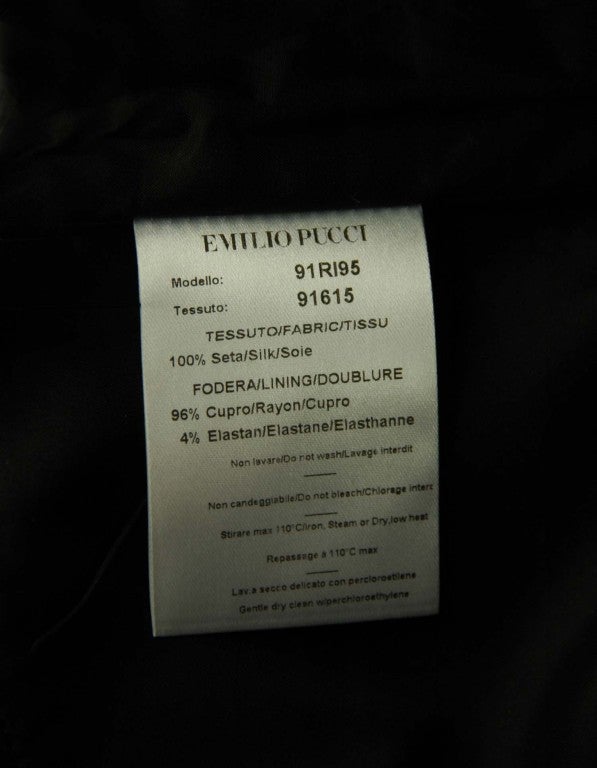 EMILIO PUCCI
Modello: 91RI95
Tessuto: 91615
TESSUTO/FABRIC/TISSU
100% Seta/Silk/Soie
FODERA/LINING/DOUBLURE
96% Cupro/Rayon/Cupro
4% Elastan/Elastane/Elasthanne
Non lavare/Do not wash/Lavage interdit
Non candeggiabile/Do not bleach/Chlorage interd
Stirare max 110°C/Iron, Steam or Dry,low heat
Repassage à 110°C max
Lav.a secco delicato con percloroetilene
Gentle dry clean w/perchloroethylene